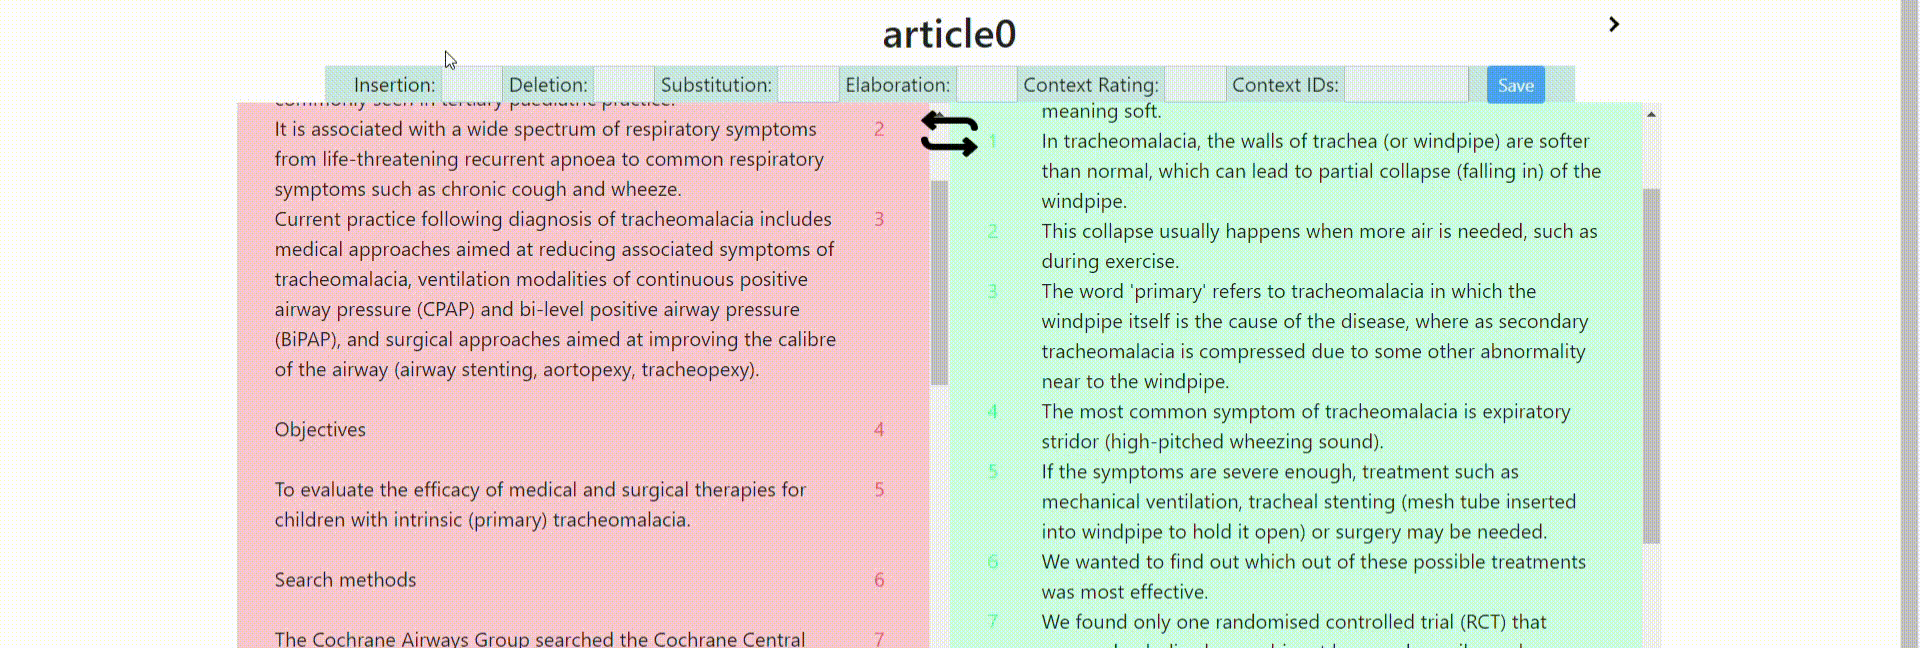 article0
Insertion: Deletion: Substitution: Elaboration: Context Rating: Context IDs: Save
commonly seen in tertiary paediatric practice.
It is associated with a wide spectrum of respiratory symptoms 2
from life-threatening recurrent apnoea to common respiratory
symptoms such as chronic cough and wheeze.
Current practice following diagnosis of tracheomalacia includes 3
medical approaches aimed at reducing associated symptoms of
tracheomalacia, ventilation modalities of continuous positive
airway pressure (CPAP) and bi-level positive airway pressure
(BiPAP), and surgical approaches aimed at improving the calibre
of the airway (airway stenting, aortopexy, tracheopexy).
Objectives 4
To evaluate the efficacy of medical and surgical therapies for 5
children with intrinsic (primary) tracheomalacia.
Search methods 6
The Cochrane Airways Group searched the Cochrane Central 7
meaning soft.
1 In tracheomalacia, the walls of trachea (or windpipe) are softer
than normal, which can lead to partial collapse (falling in) of the
windpipe.
2 This collapse usually happens when more air is needed, such as
during exercise.
3 The word 'primary' refers to tracheomalacia in which the
windpipe itself is the cause of the disease, where as secondary
tracheomalacia is compressed due to some other abnormality
near to the windpipe.
4 The most common symptom of tracheomalacia is expiratory
stridor (high-pitched wheezing sound).
5 If the symptoms are severe enough, treatment such as
mechanical ventilation, tracheal stenting (mesh tube inserted
into windpipe to hold it open) or surgery may be needed.
6 We wanted to find out which out of these possible treatments
was most effective.
7 We found only one randomised controlled trial (RCT) that